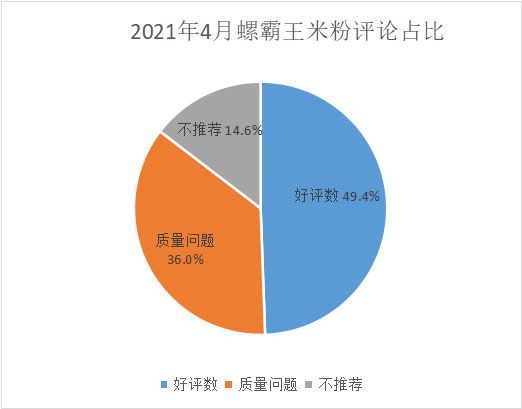 2021年4月螺霸王米粉评论占比
不推荐 14.6%
好评数 49.4%
质量问题
36.0%
好评数 质量问题 不推荐